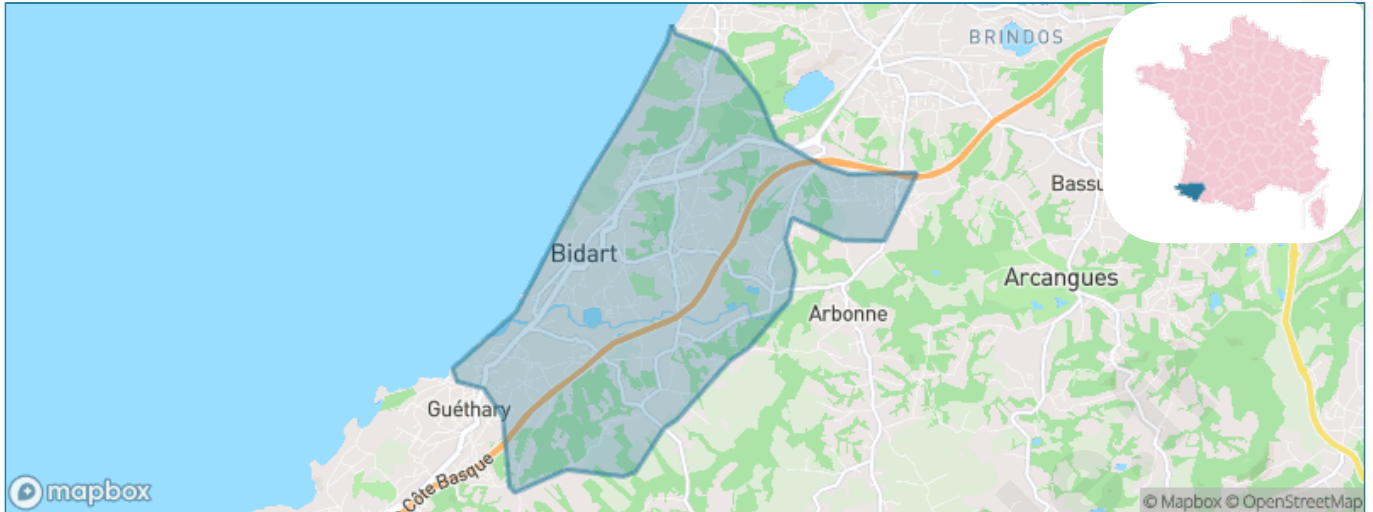 BRINDOS
Bassu
Bidart
Arcangues
Arbonne
Guéthary
Côte Basque
mapbox
© Mapbox © OpenStreetMap